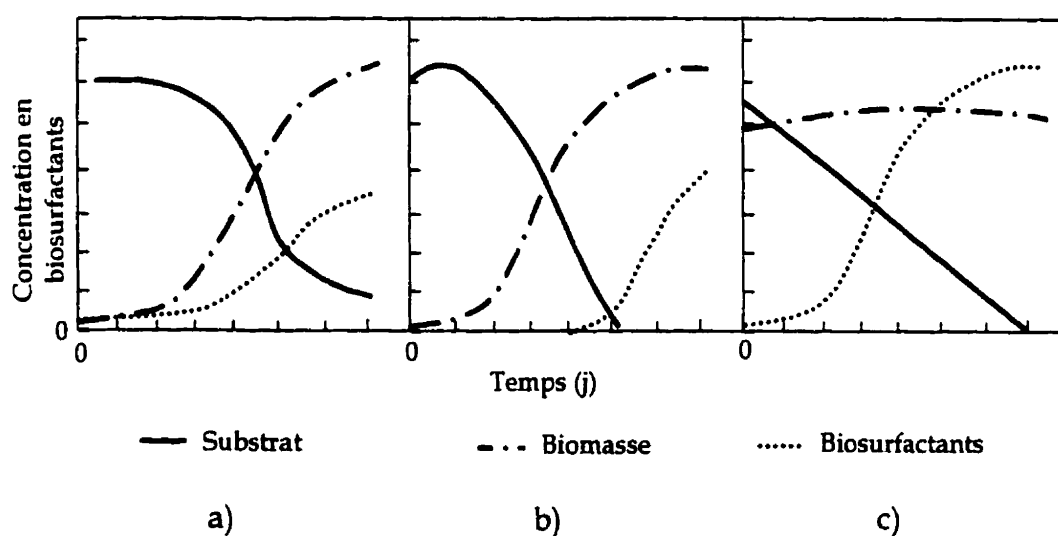 Concentration en
biosurfactants
0
0
0
0
Temps (j)
Substrat
Biomasse
Biosurfactants
a)
b)
c)